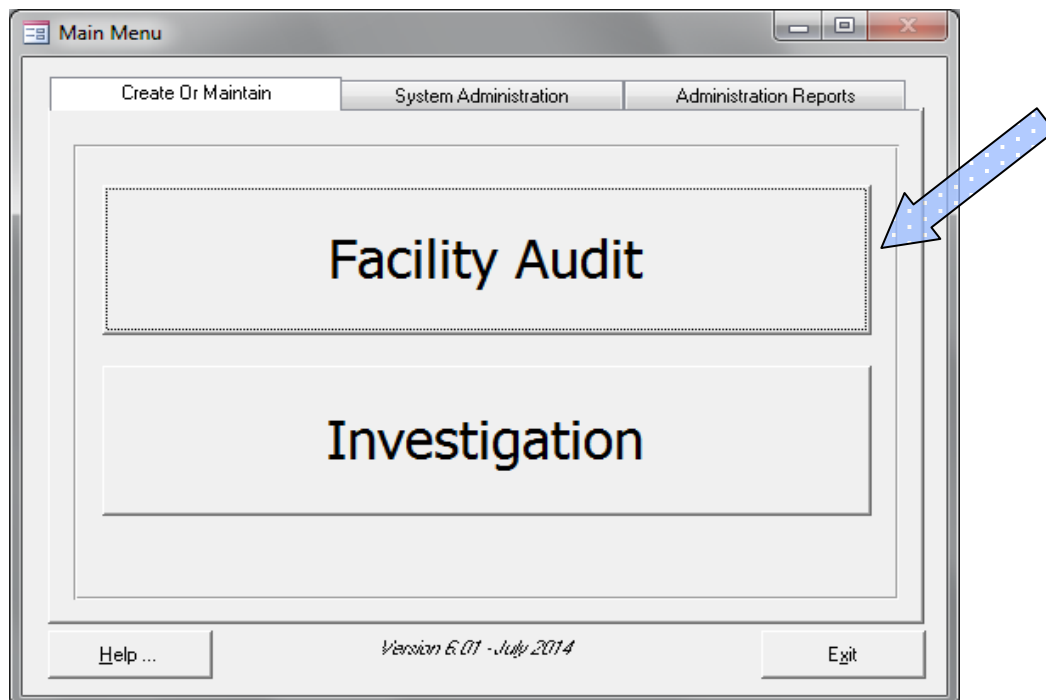 Main Menu
Create Or Maintain
System Administration
Administration Reports
Facility Audit
Investigation
Help ...
Version 6.01 - July 2014
Exit